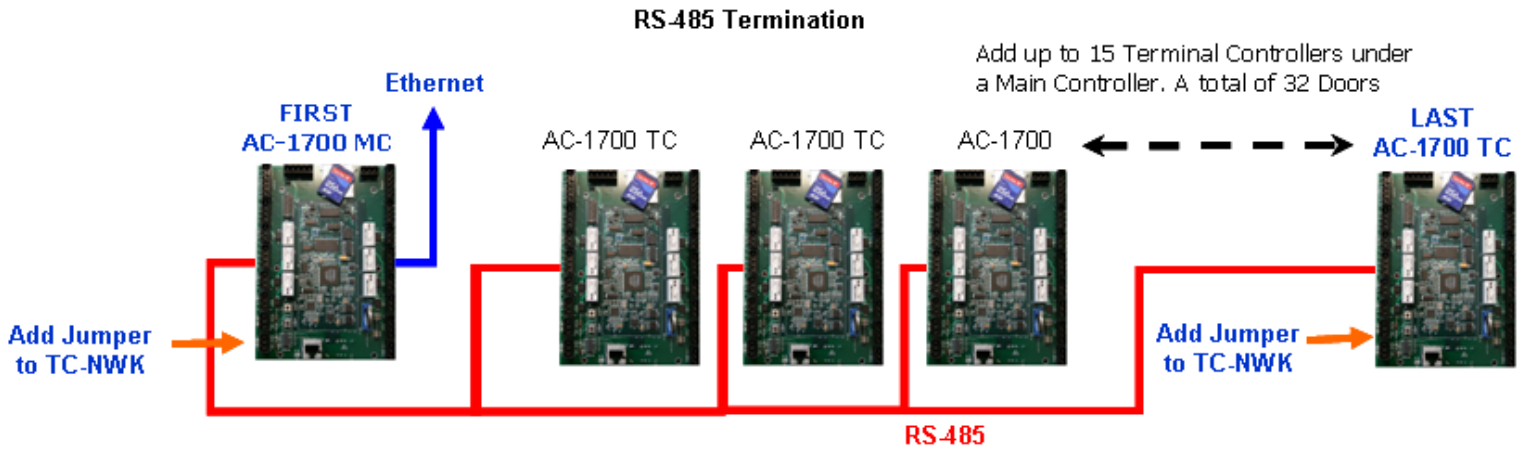 RS-485 Termination
Add up to 15 Terminal Controllers under
a Main Controller. A total of 32 Doors
Ethernet
FIRST
AC-1700 MC
AC-1700 TC
AC-1700 TC
AC-1700
LAST
AC-1700 TC
Add Jumper
to TC-NWK
Add Jumper
to TC-NWK
RS-485